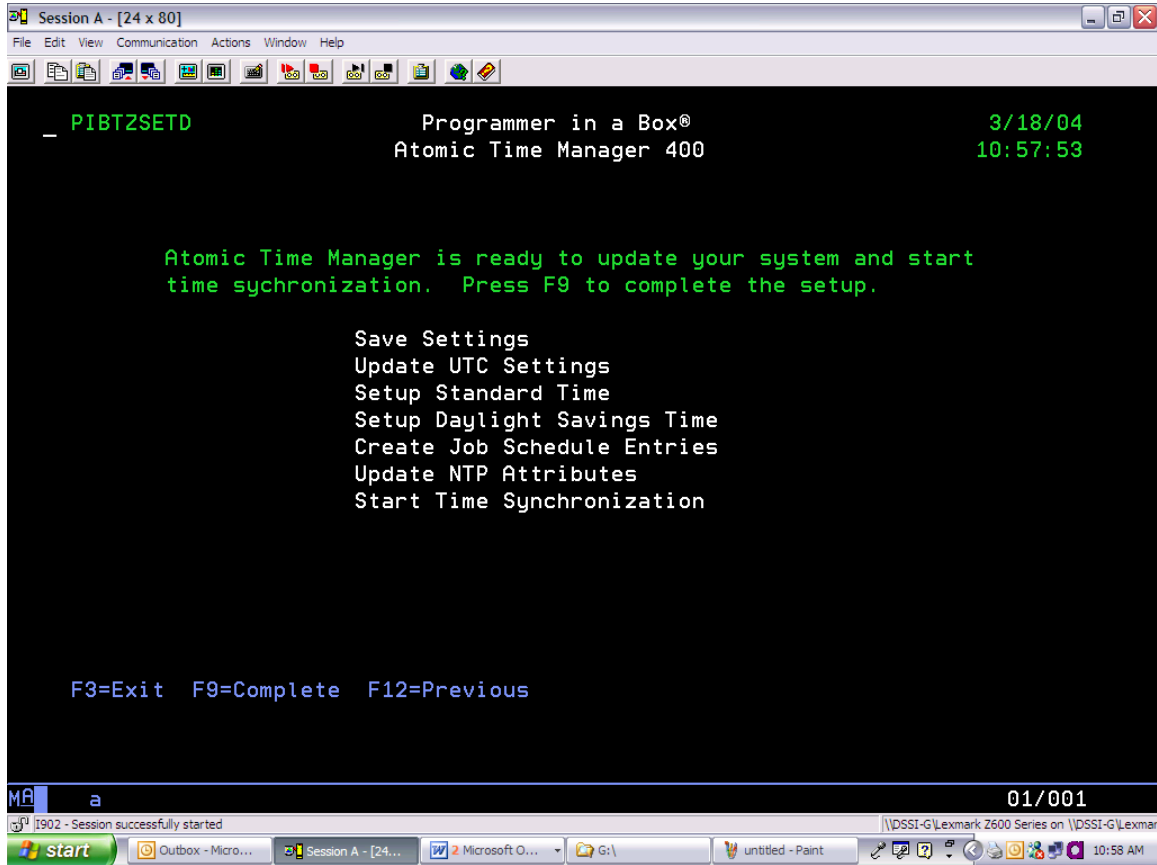 Session A - [24 x 80]
File Edit View Communication Actions Window Help
PIBTZSETD Programmer in a Box® 3/18/04
Atomic Time Manager 400 10:57:53
Atomic Time Manager is ready to update your system and start
time sychronization. Press F9 to complete the setup.
Save Settings
Update UTC Settings
Setup Standard Time
Setup Daylight Savings Time
Create Job Schedule Entries
Update NTP Attributes
Start Time Synchronization
F3=Exit F9=Complete F12=Previous
MA a 01/001
I902 - Session successfully started \\DSSI-G\Lexmark Z600 Series on \\DSSI-G\Lexmar
start Outbox - Micro... Session A - [24... 2 Microsoft O... G:\ untitled - Paint 10:58 AM